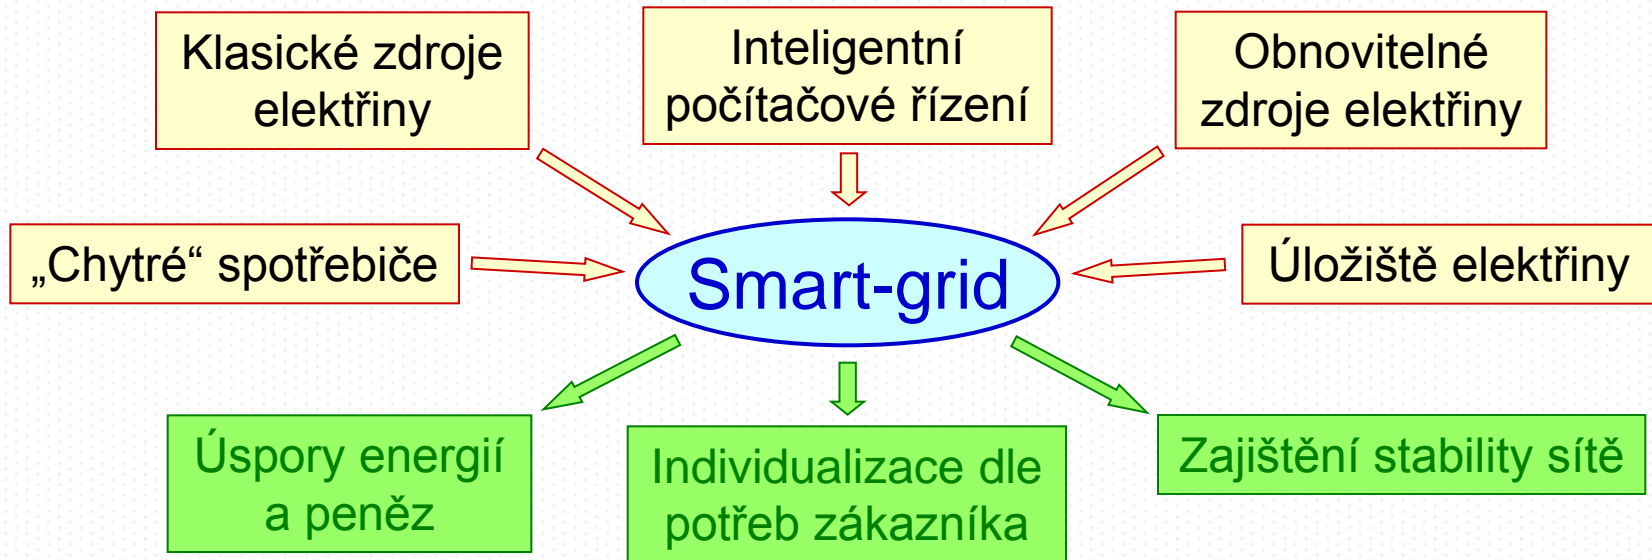 Klasické zdroje
elektřiny
Inteligentní
počítačové řízení
Obnovitelné
zdroje elektřiny
„Chytré“ spotřebiče
Smart-grid
Úložiště elektřiny
Úspory energií
a peněz
Individualizace dle
potřeb zákazníka
Zajištění stability sítě